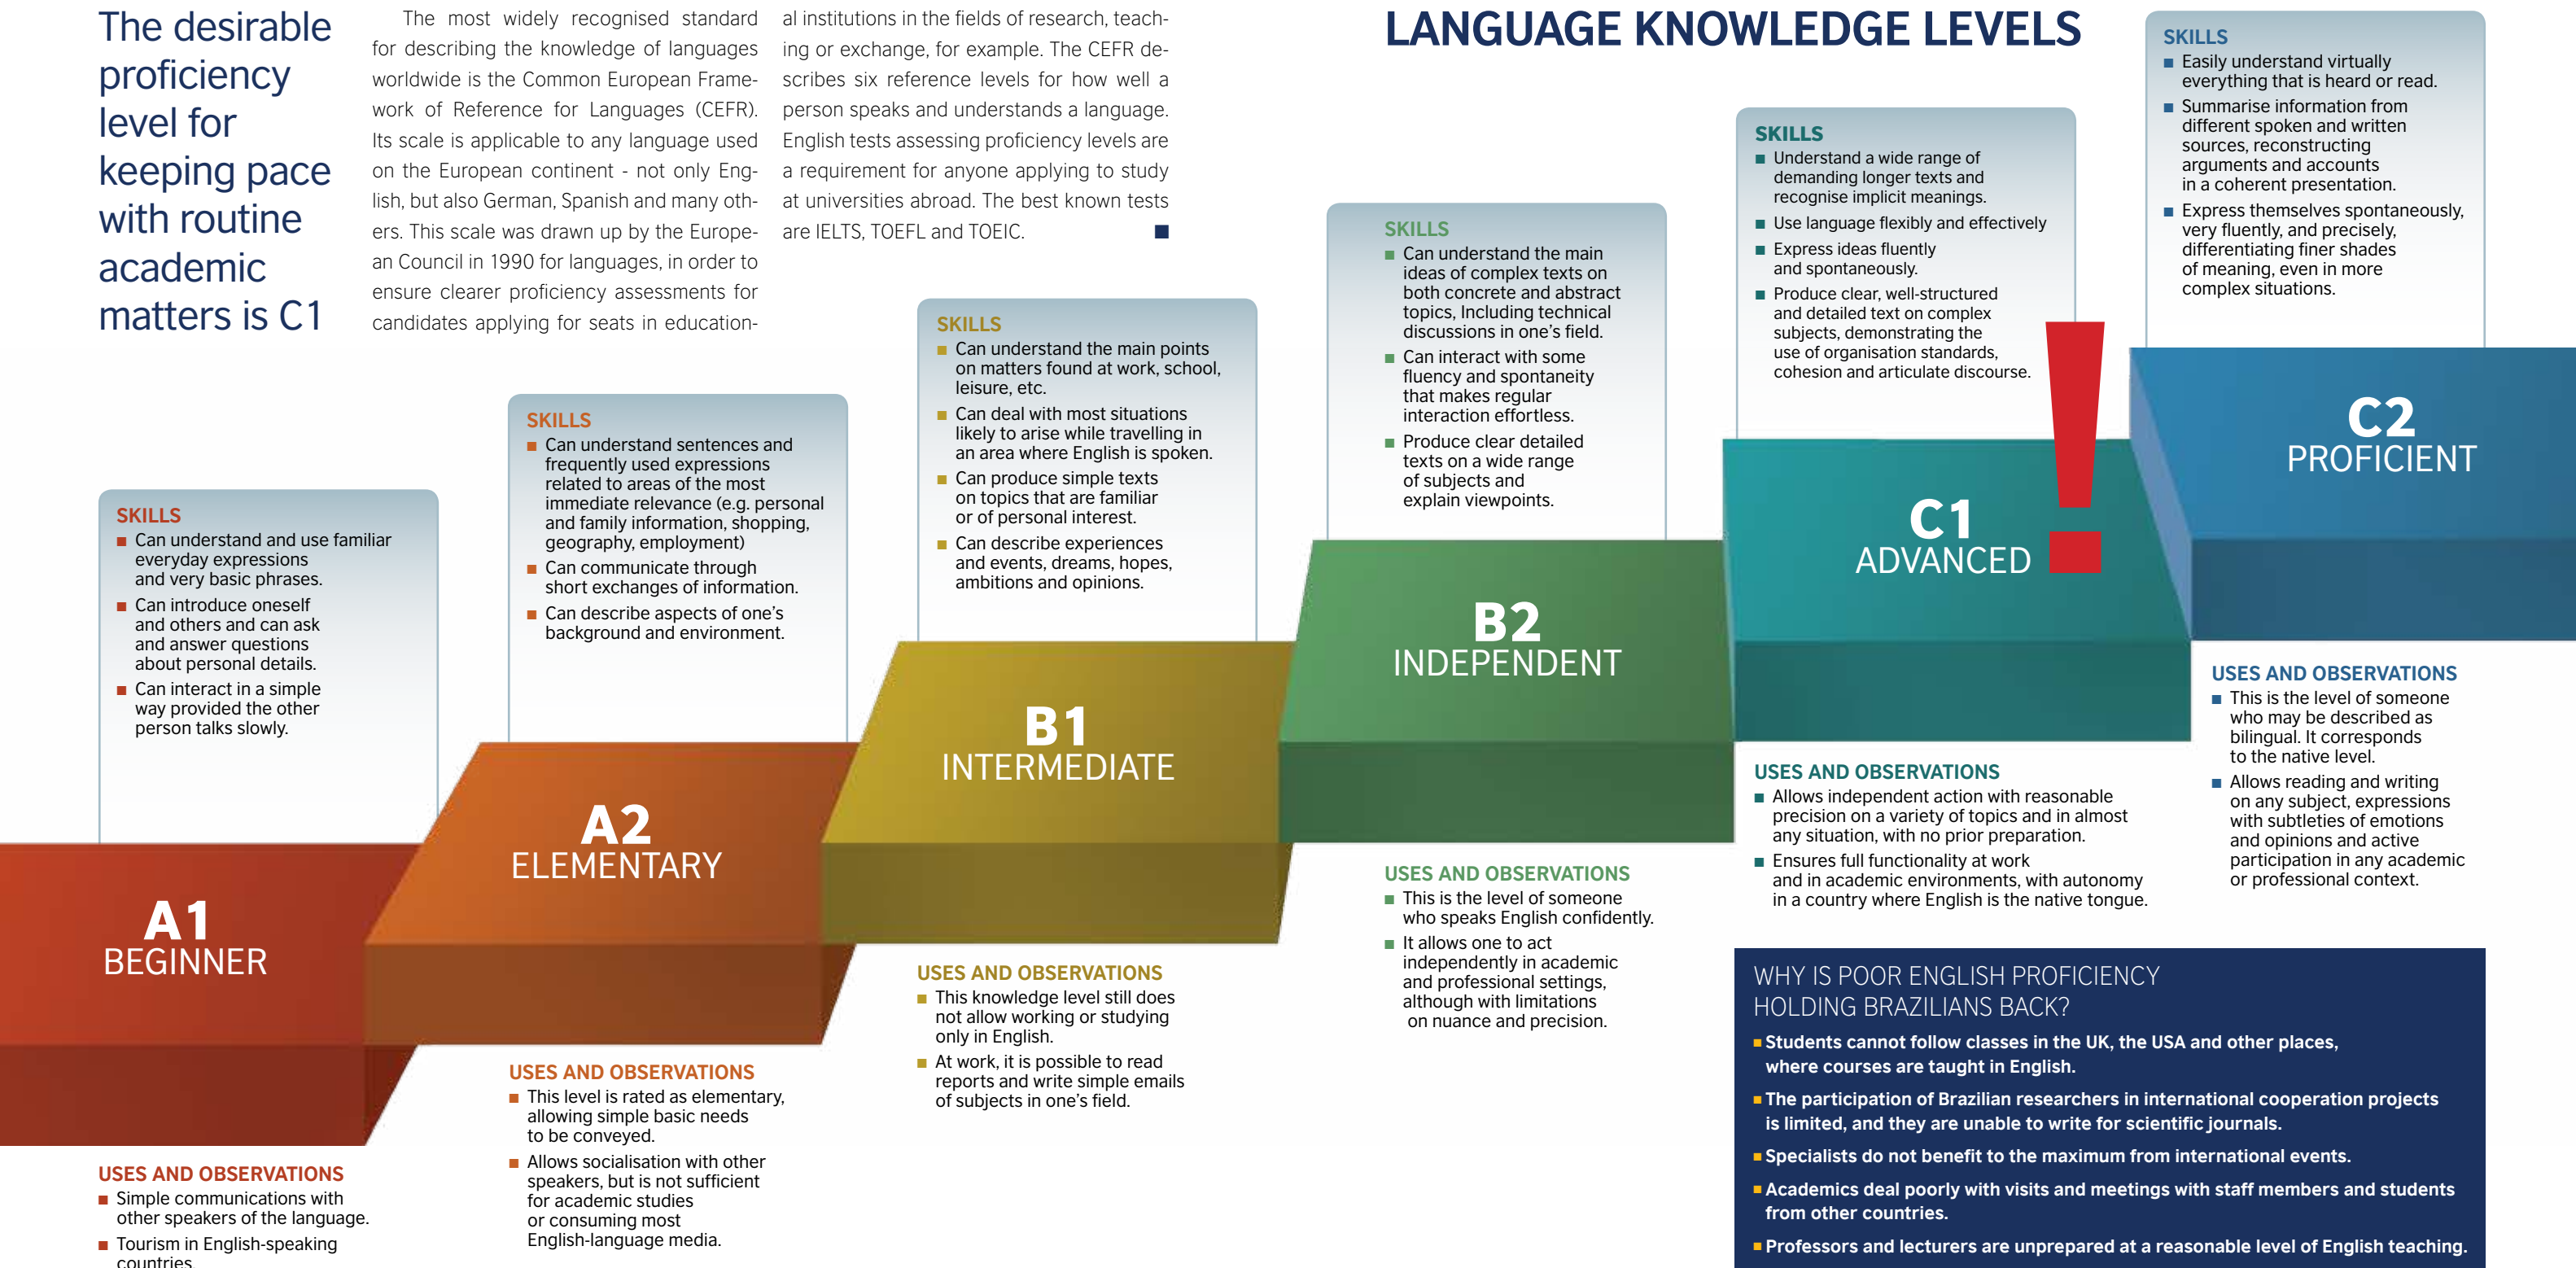 The desirable
proficiency
level for
keeping pace
with routine
academic
matters is C1
The most widely recognised standard
for describing the knowledge of languages
worldwide is the Common European Frame-
work of Reference for Languages (CEFR).
Its scale is applicable to any language used
on the European continent - not only Eng-
lish, but also German, Spanish and many oth-
ers. This scale was drawn up by the Europe-
an Council in 1990 for languages, in order to
ensure clearer proficiency assessments for
candidates applying for seats in education-
al institutions in the fields of research, teach-
ing or exchange, for example. The CEFR de-
scribes six reference levels for how well a
person speaks and understands a language.
English tests assessing proficiency levels are
a requirement for anyone applying to study
at universities abroad. The best known tests
are IELTS, TOEFL and TOEIC.
LANGUAGE KNOWLEDGE LEVELS
SKILLS
Can understand and use familiar
everyday expressions
and very basic phrases.
Can introduce oneself
and others and can ask
and answer questions
about personal details.
Can interact in a simple
way provided the other
person talks slowly.
A1
BEGINNER
USES AND OBSERVATIONS
Simple communications with
other speakers of the language.
Tourism in English-speaking
countries.
SKILLS
Can understand sentences and
frequently used expressions
related to areas of the most
immediate relevance (e.g. personal
and family information, shopping,
geography, employment)
Can communicate through
short exchanges of information.
Can describe aspects of one's
background and environment.
A2
ELEMENTARY
USES AND OBSERVATIONS
This level is rated as elementary,
allowing simple basic needs
to be conveyed.
Allows socialisation with other
speakers, but is not sufficient
for academic studies
or consuming most
English-language media.
SKILLS
Can understand the main points
on matters found at work, school,
leisure, etc.
Can deal with most situations
likely to arise while travelling in
an area where English is spoken.
Can produce simple texts
on topics that are familiar
or of personal interest.
Can describe experiences
and events, dreams, hopes,
ambitions and opinions.
B1
INTERMEDIATE
USES AND OBSERVATIONS
This knowledge level still does
not allow working or studying
only in English.
At work, it is possible to read
reports and write simple emails
of subjects in one's field.
SKILLS
Can understand the main
ideas of complex texts on
both concrete and abstract
topics, Including technical
discussions in one's field.
Can interact with some
fluency and spontaneity
that makes regular
interaction effortless.
Produce clear detailed
texts on a wide range
of subjects and
explain viewpoints.
B2
INDEPENDENT
USES AND OBSERVATIONS
This is the level of someone
who speaks English confidently.
It allows one to act
independently in academic
and professional settings,
although with limitations
on nuance and precision.
SKILLS
Understand a wide range of
demanding longer texts and
recognise implicit meanings.
Use language flexibly and effectively
Express ideas fluently
and spontaneously.
Produce clear, well-structured
and detailed text on complex
subjects, demonstrating the
use of organisation standards,
cohesion and articulate discourse.
C1
ADVANCED
!
USES AND OBSERVATIONS
Allows independent action with reasonable
precision on a variety of topics and in almost
any situation, with no prior preparation.
Ensures full functionality at work
and in academic environments, with autonomy
in a country where English is the native tongue.
SKILLS
Easily understand virtually
everything that is heard or read.
Summarise information from
different spoken and written
sources, reconstructing
arguments and accounts
in a coherent presentation.
Express themselves spontaneously,
very fluently, and precisely,
differentiating finer shades
of meaning, even in more
complex situations.
C2
PROFICIENT
USES AND OBSERVATIONS
This is the level of someone
who may be described as
bilingual. It corresponds
to the native level.
Allows reading and writing
on any subject, expressions
with subtleties of emotions
and opinions and active
participation in any academic
or professional context.
WHY IS POOR ENGLISH PROFICIENCY
HOLDING BRAZILIANS BACK?
Students cannot follow classes in the UK, the USA and other places,
where courses are taught in English.
The participation of Brazilian researchers in international cooperation projects
is limited, and they are unable to write for scientific journals.
Specialists do not benefit to the maximum from international events.
Academics deal poorly with visits and meetings with staff members and students
from other countries.
Professors and lecturers are unprepared at a reasonable level of English teaching.